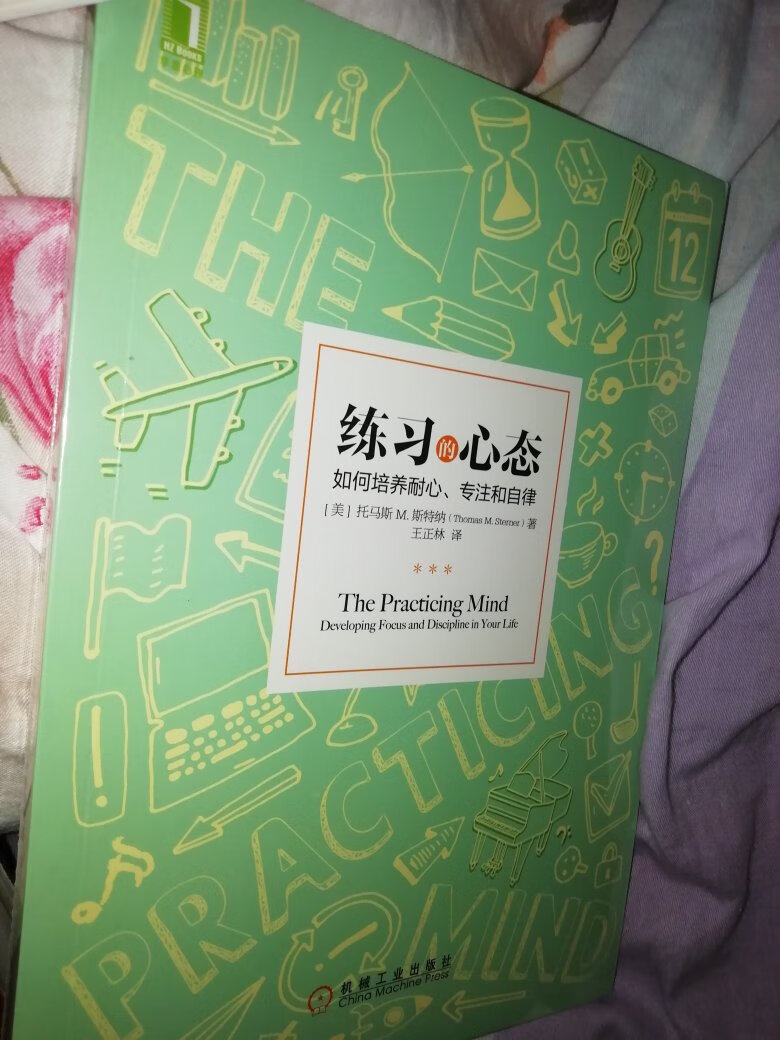 HZ Books
THE
12
练习的心态
如何培养耐心、专注和自律
[美] 托马斯 M. 斯特纳 (Thomas M. Sterner) 著
王正林 译
***
The Practicing Mind
Developing Focus and Discipline in Your Life
PRACTICING
MIND
机械工业出版社
China Machine Press